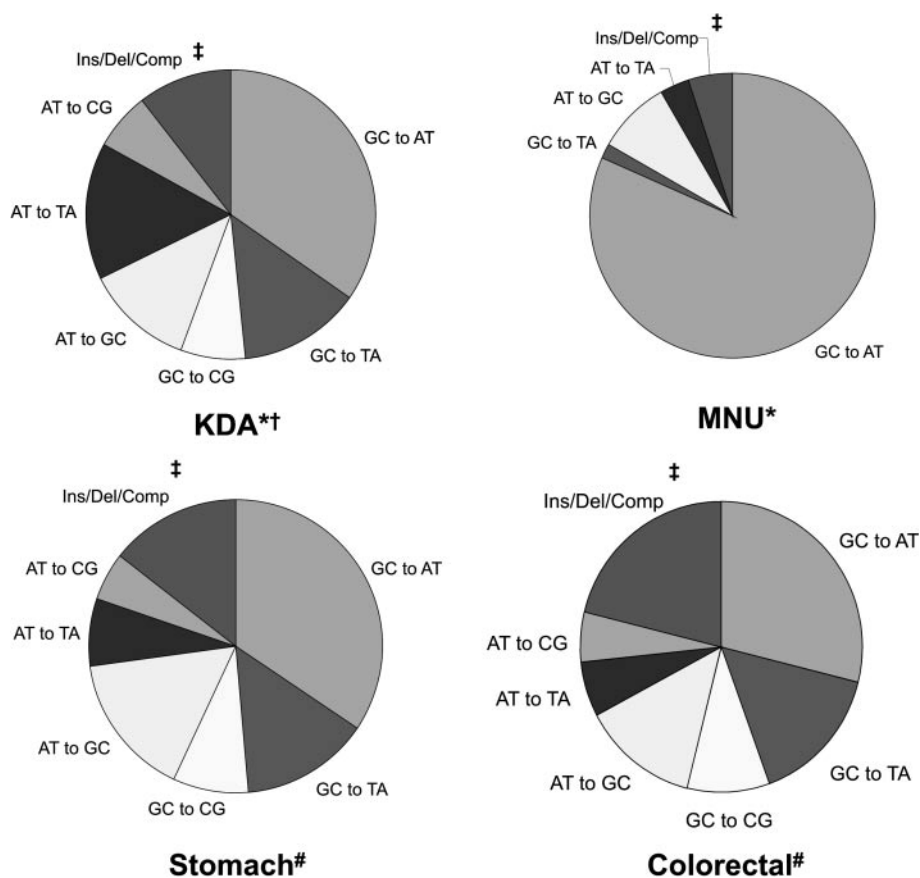 ‡
Ins/Del/Comp
AT to CG
GC to AT
AT to TA
AT to GC
GC to CG
GC to TA
KDA*†
‡
Ins/Del/Comp
AT to TA
AT to GC
GC to TA
GC to AT
MNU*
‡
Ins/Del/Comp
AT to CG
GC to AT
AT to TA
AT to GC
GC to CG
GC to TA
Stomach#
‡
Ins/Del/Comp
GC to AT
AT to CG
AT to TA
AT to GC
GC to TA
GC to CG
Colorectal#